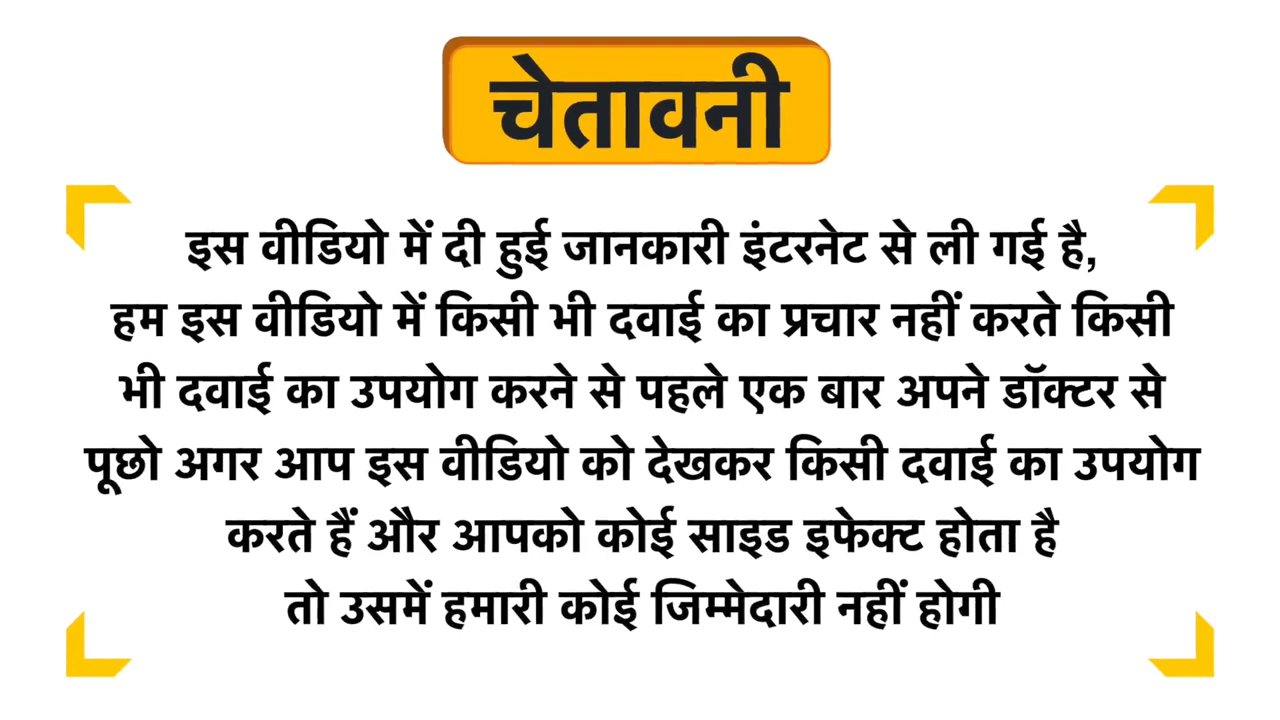 चेतावनी
इस वीडियो में दी हुई जानकारी इंटरनेट से ली गई है,
हम इस वीडियो में किसी भी दवाई का प्रचार नहीं करते किसी
भी दवाई का उपयोग करने से पहले एक बार अपने डॉक्टर से
पूछो अगर आप इस वीडियो को देखकर किसी दवाई का उपयोग
करते हैं और आपको कोई साइड इफेक्ट होता है
तो उसमें हमारी कोई जिम्मेदारी नहीं होगी